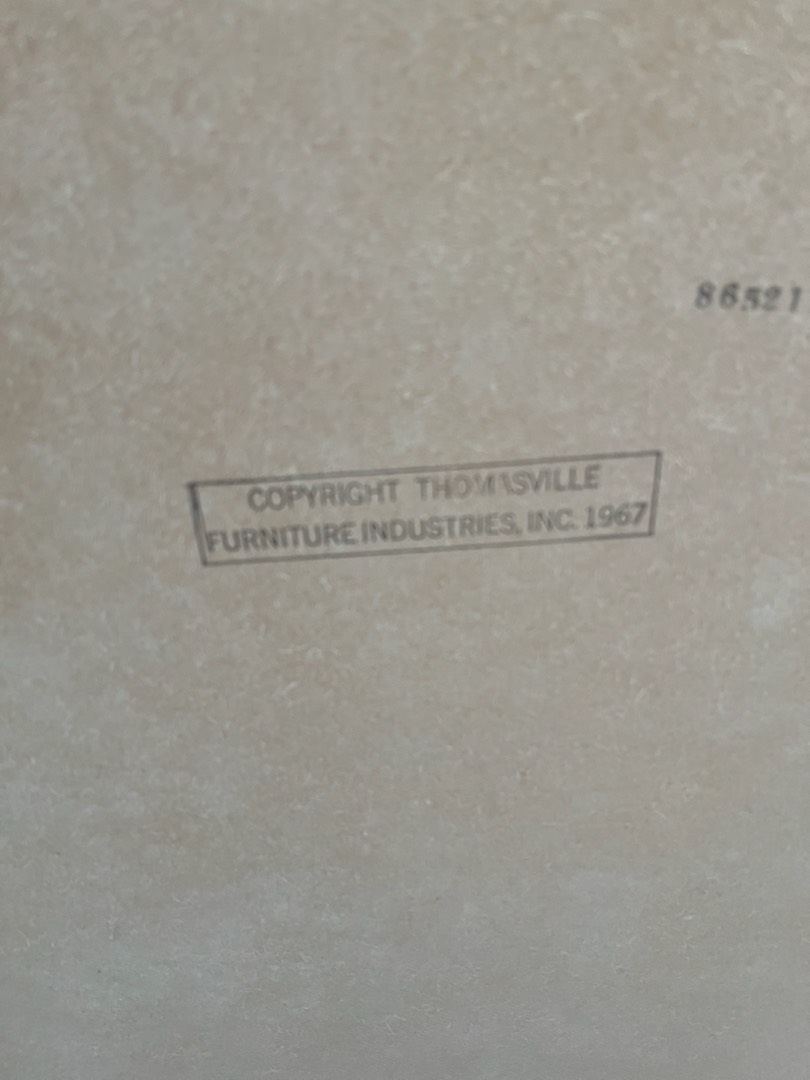 86521
COPYRIGHT THOMASVILLE
FURNITURE INDUSTRIES, INC. 1967